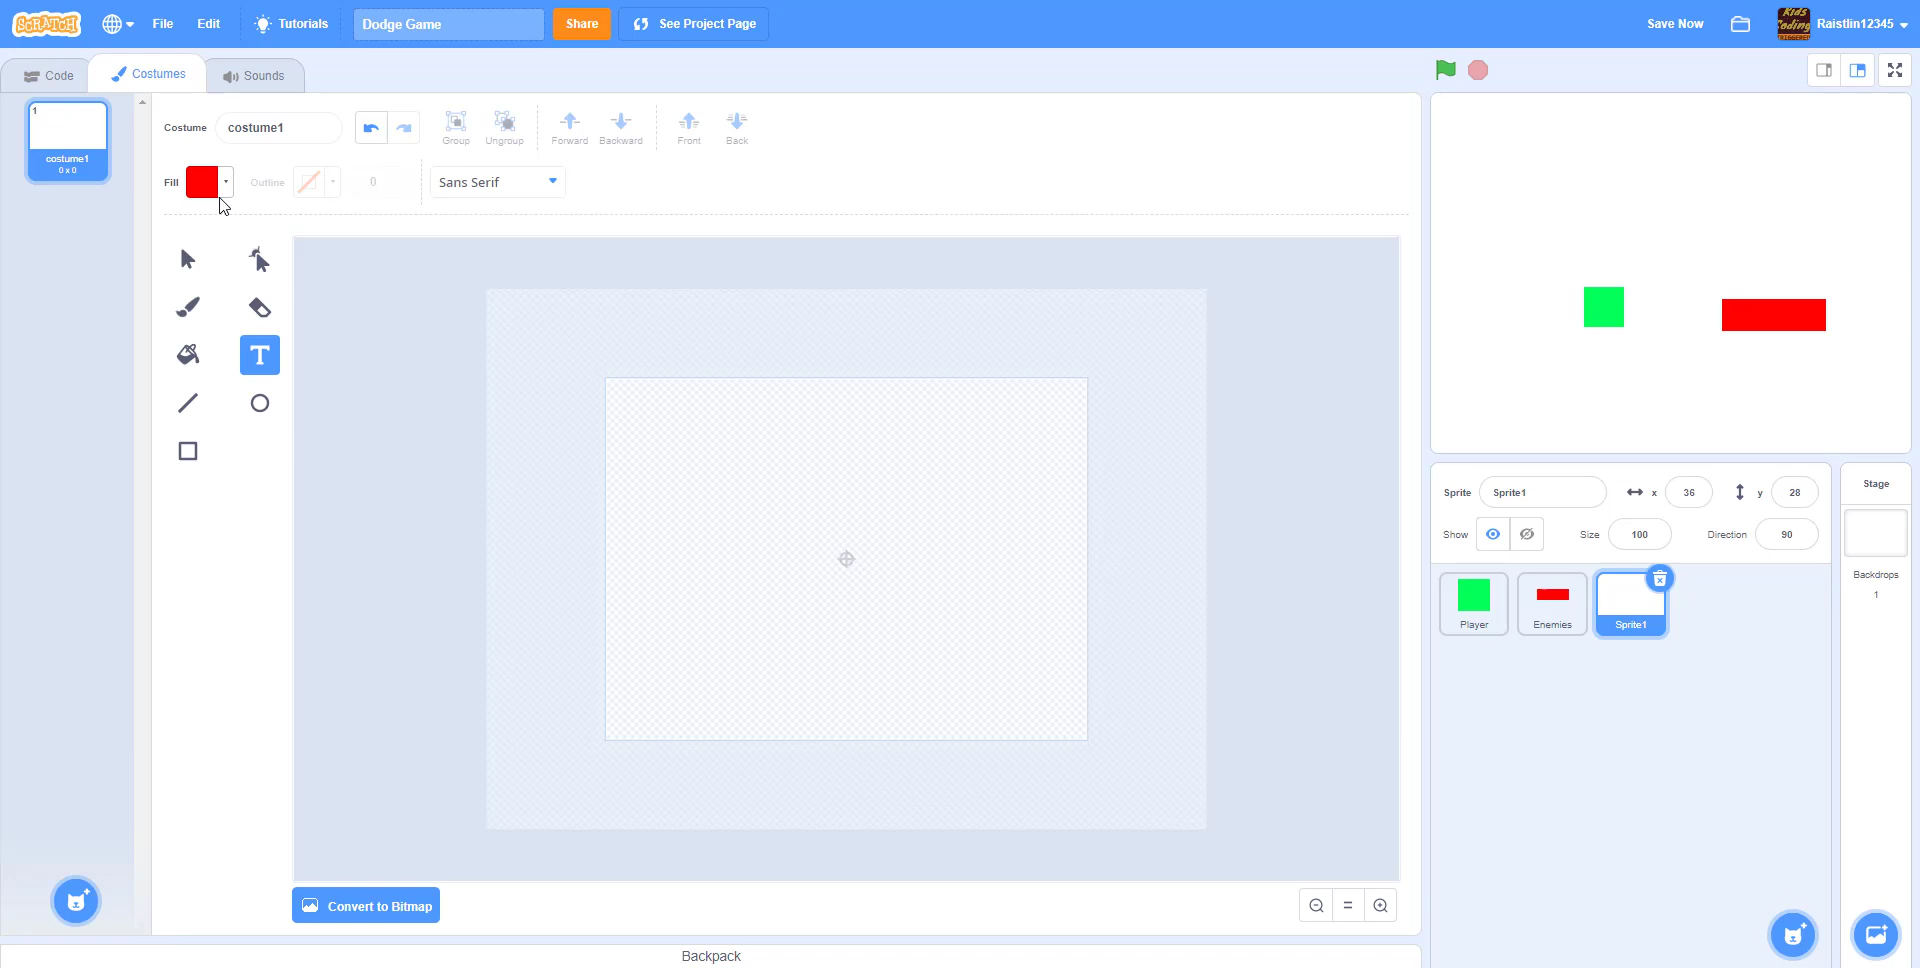 SCRATCH File Edit Tutorials Dodge Game Share See Project Page Save Now Raistlin12345
Code Costumes Sounds
1
costume1
0 x 0
Costume costume1 Group Ungroup Forward Backward Front Back
Fill Outline 0 Sans Serif
T
Convert to Bitmap
=
Backpack
Sprite Sprite1 x 36 y 28
Show Size 100 Direction 90
Player Enemies Sprite1
Stage
Backdrops
1